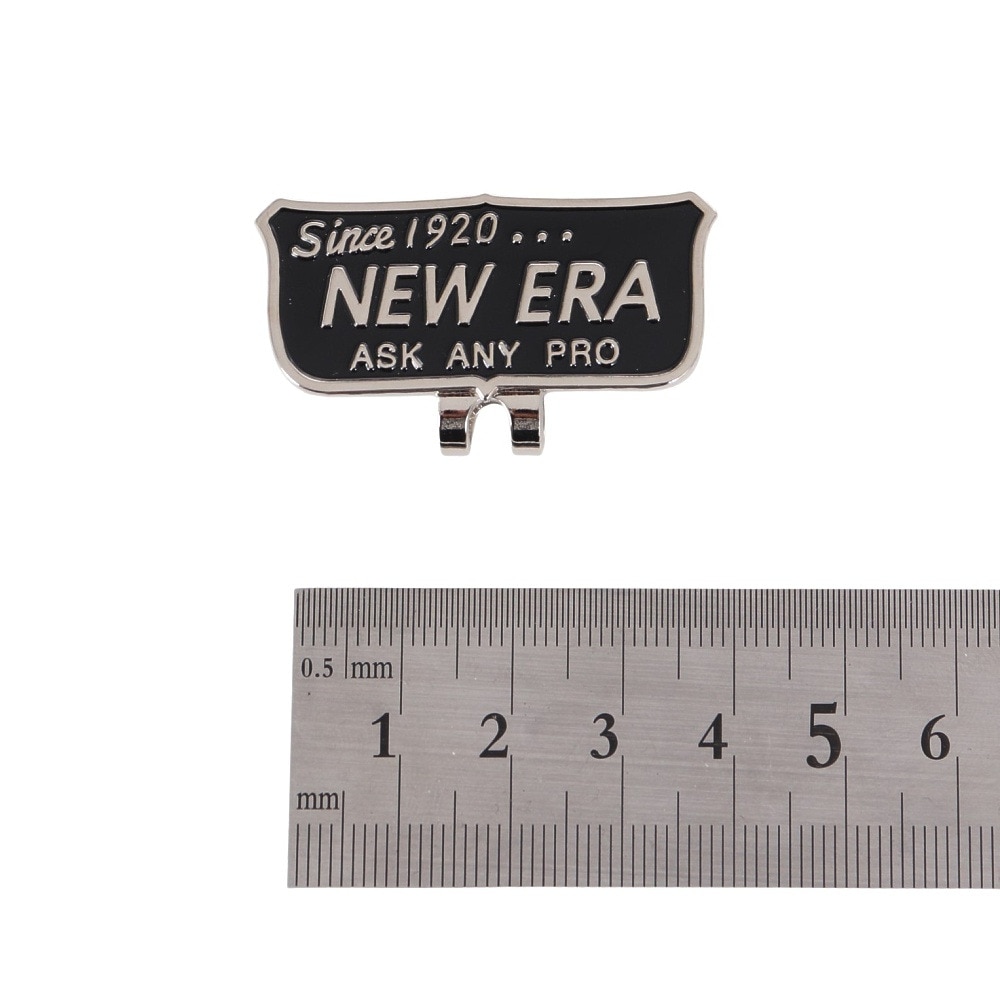 Since 1920...
NEW ERA
ASK ANY PRO
0.5 mm
1 2 3 4 5 6
mm